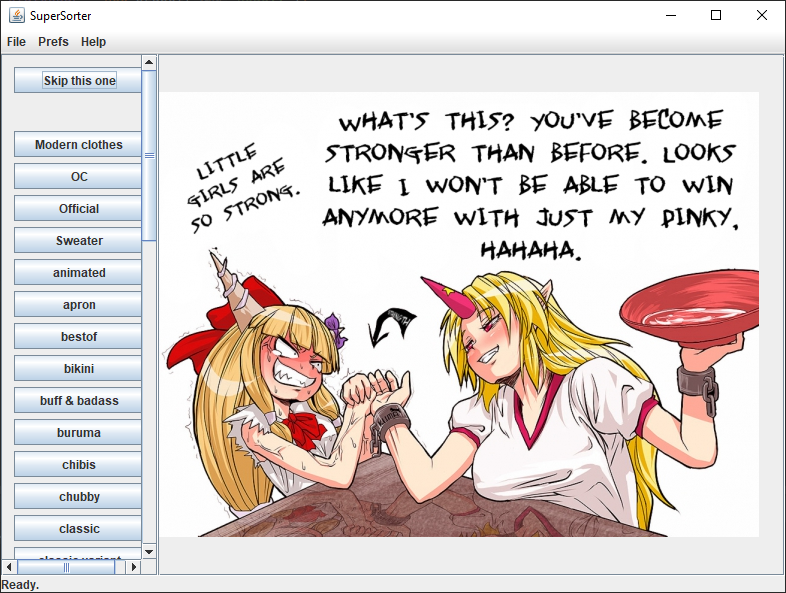 SuperSorter
File Prefs Help
Skip this one
Modern clothes
OC
Official
Sweater
animated
apron
bestof
bikini
buff & badass
buruma
chibis
chubby
classic
classic variant
LITTLE
GIRLS ARE
SO STRONG.
WHAT'S THIS? YOU'VE BECOME
STRONGER THAN BEFORE. LOOKS
LIKE I WON'T BE ABLE TO WIN
ANYMORE WITH JUST MY PINKY,
HAHAHA.
Ready.